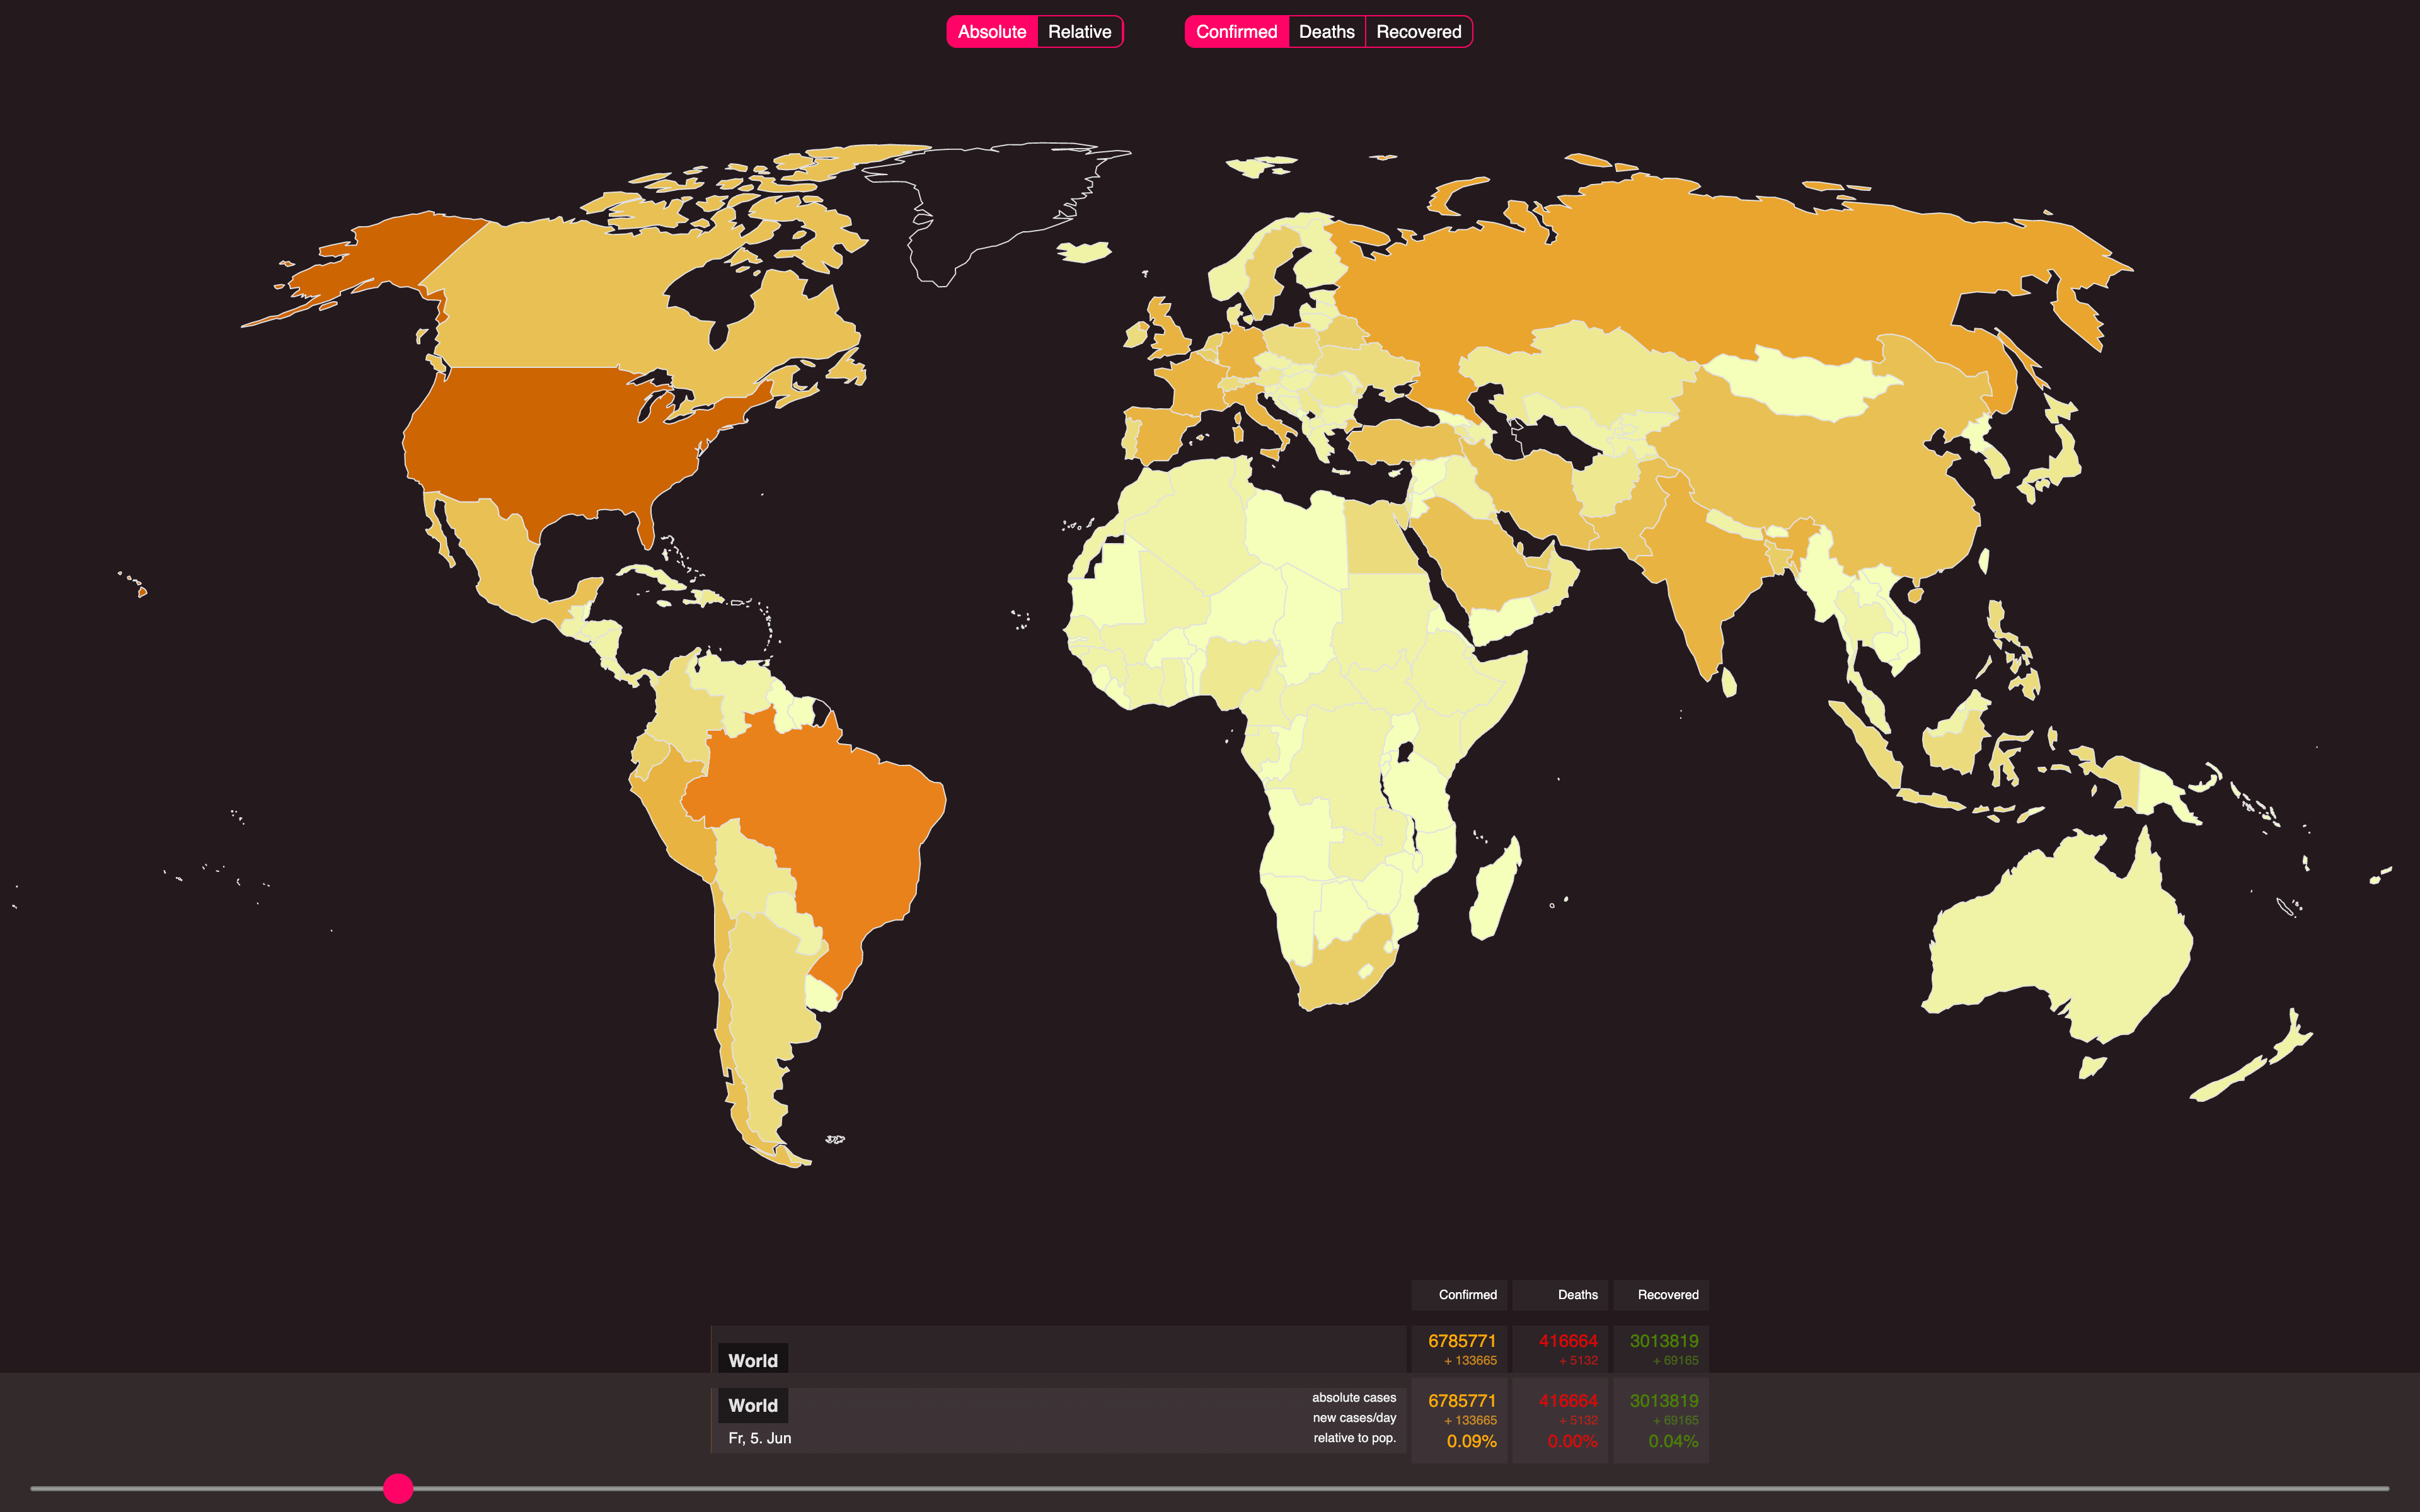 Absolute Relative Confirmed Deaths Recovered
Confirmed Deaths Recovered
World 6785771 416664 3013819
+ 133665 + 5132 + 69165
World absolute cases 6785771 416664 3013819
new cases/day + 133665 + 5132 + 69165
Fr, 5. Jun relative to pop. 0.09% 0.00% 0.04%